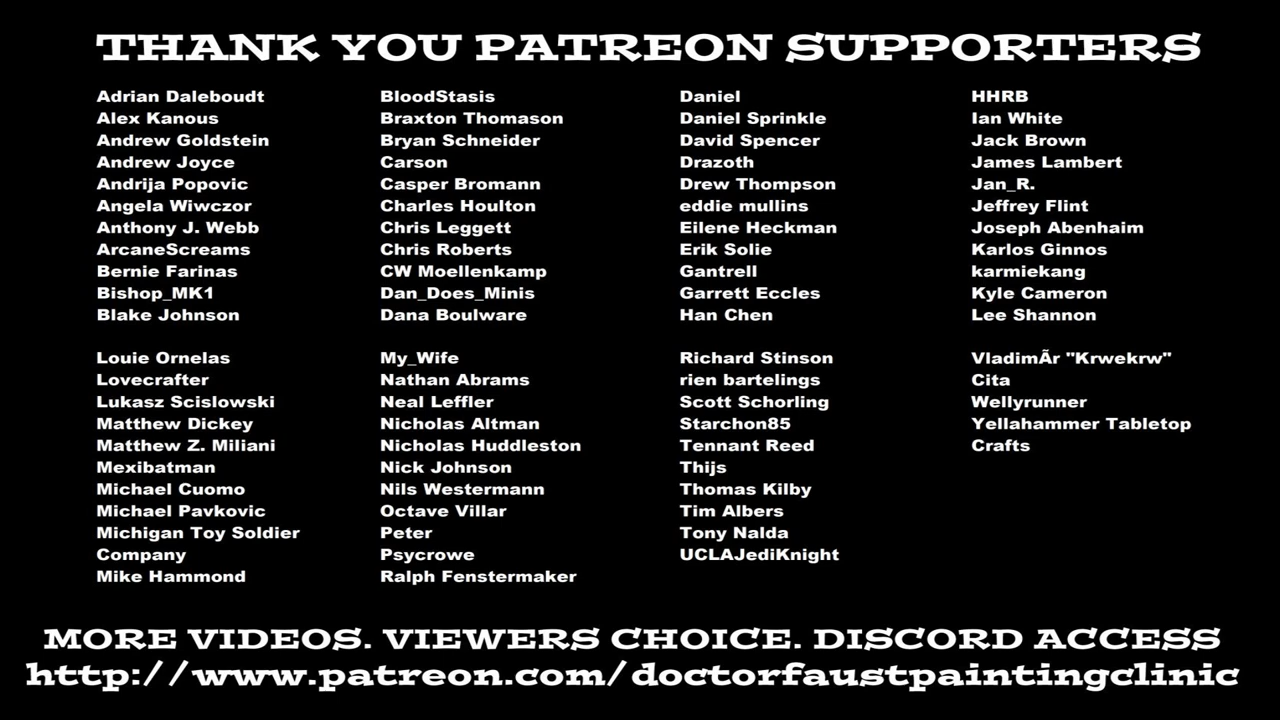 THANK YOU PATREON SUPPORTERS
Adrian Daleboudt
Alex Kanous
Andrew Goldstein
Andrew Joyce
Andrija Popovic
Angela Wiwczor
Anthony J. Webb
ArcaneScreams
Bernie Farinas
Bishop_MK1
Blake Johnson
BloodStasis
Braxton Thomason
Bryan Schneider
Carson
Casper Bromann
Charles Houlton
Chris Leggett
Chris Roberts
CW Moellenkamp
Dan_Does_Minis
Dana Boulware
Daniel
Daniel Sprinkle
David Spencer
Drazoth
Drew Thompson
eddie mullins
Eilene Heckman
Erik Solie
Gantrell
Garrett Eccles
Han Chen
HHRB
Ian White
Jack Brown
James Lambert
Jan_R.
Jeffrey Flint
Joseph Abenhaim
Karlos Ginnos
karmiekang
Kyle Cameron
Lee Shannon
Louie Ornelas
Lovecrafter
Lukasz Scislowski
Matthew Dickey
Matthew Z. Miliani
Mexibatman
Michael Cuomo
Michael Pavkovic
Michigan Toy Soldier
Company
Mike Hammond
My_Wife
Nathan Abrams
Neal Leffler
Nicholas Altman
Nicholas Huddleston
Nick Johnson
Nils Westermann
Octave Villar
Peter
Psycrowe
Ralph Fenstermaker
Richard Stinson
rien bartelings
Scott Schorling
Starchon85
Tennant Reed
Thijs
Thomas Kilby
Tim Albers
Tony Nalda
UCLAJediKnight
VladimÃr "Krwekrw"
Cita
Wellyrunner
Yellahammer Tabletop
Crafts
MORE VIDEOS. VIEWERS CHOICE. DISCORD ACCESS
http://www.patreon.com/doctorfaustpaintingclinic